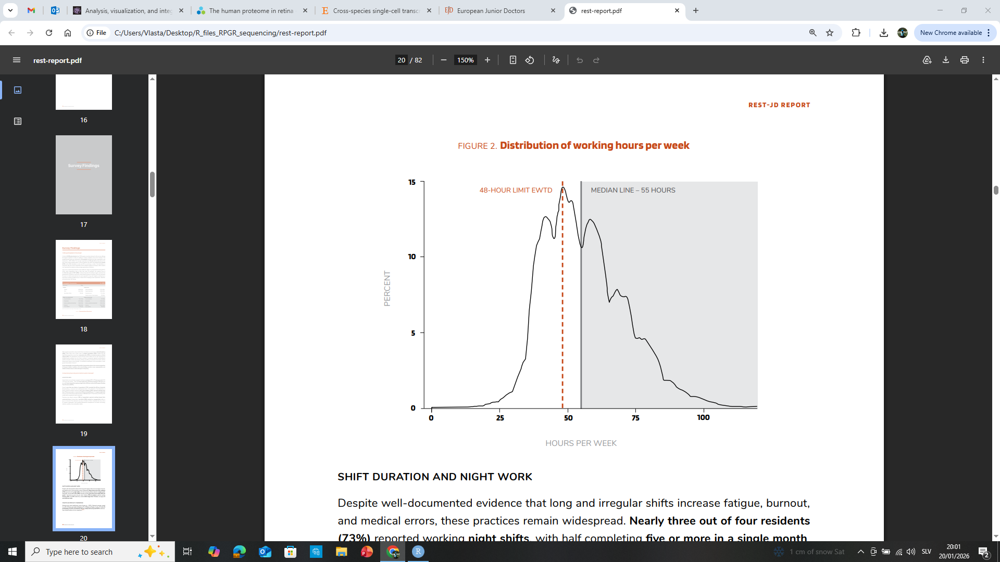 Analysis, visualization, and inte
The human proteome in retina
Cross-species single-cell transc
European Junior Doctors
rest-report.pdf
File
C:/Users/Vlasta/Desktop/R_files_RPGR_sequencing/rest-report.pdf
New Chrome available
rest-report.pdf
20 / 82
150%
16
Survey Findings
17
18
19
20
REST-JD REPORT
FIGURE 2. Distribution of working hours per week
15
48-HOUR LIMIT EWTD
MEDIAN LINE – 55 HOURS
10
PERCENT
5
0
0
25
50
75
100
HOURS PER WEEK
SHIFT DURATION AND NIGHT WORK
Despite well-documented evidence that long and irregular shifts increase fatigue, burnout,
and medical errors, these practices remain widespread. Nearly three out of four residents
(73%) reported working night shifts, with half completing five or more in a single month.
Type here to search
1 cm of snow Sat
SLV
20:01
20/01/2026
2